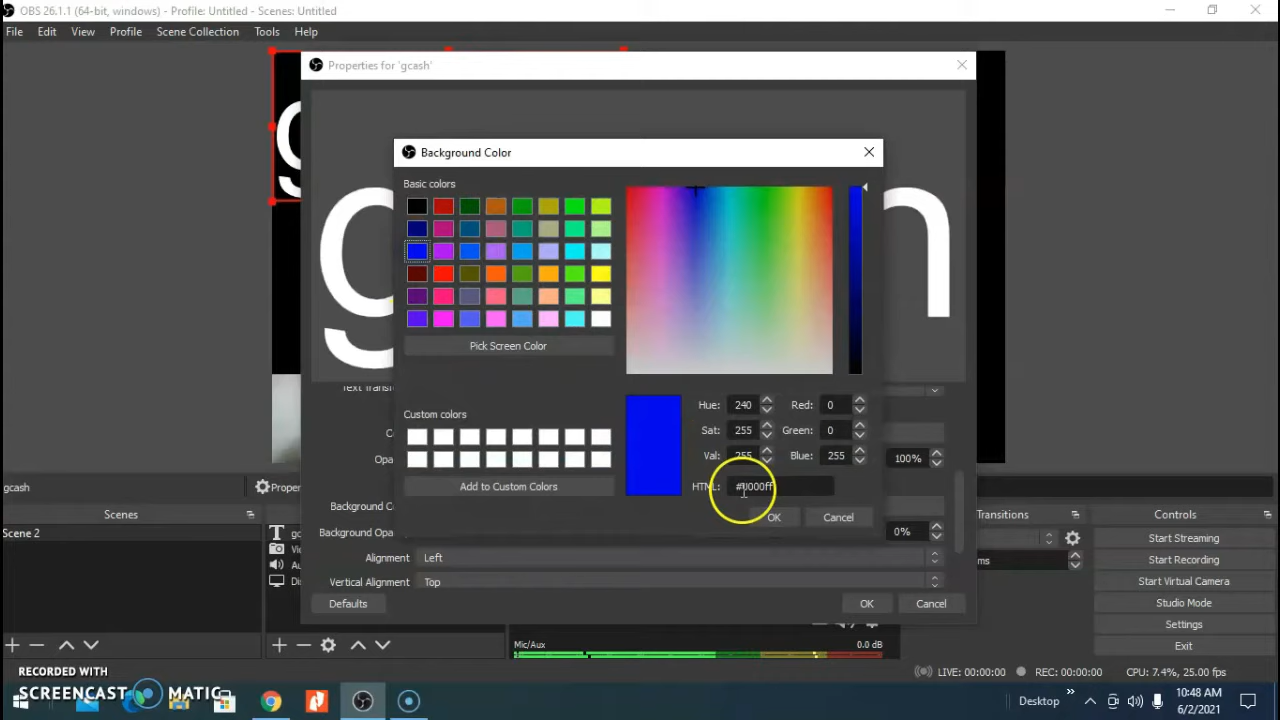 OBS 26.1.1 (64-bit, windows) - Profile: Untitled - Scenes: Untitled
File Edit View Profile Scene Collection Tools Help
Properties for 'gcash'
Background Color
Basic colors
Pick Screen Color
Custom colors
Add to Custom Colors
Hue: 240 Red: 0
Sat: 255 Green: 0
Val: 255 Blue: 255
HTML: #0000ff
OK Cancel
100%
Background Opa
0%
Alignment Left
Vertical Alignment Top
Defaults OK Cancel
gcash
Scenes
Scene 2
Transitions
Controls
Start Streaming
Start Recording
Start Virtual Camera
Studio Mode
Settings
Exit
Mic/Aux 0.0 dB
LIVE: 00:00:00 REC: 00:00:00 CPU: 7.4%, 25.00 fps
RECORDED WITH
SCREENCAST MATIC
Desktop
10:48 AM
6/2/2021